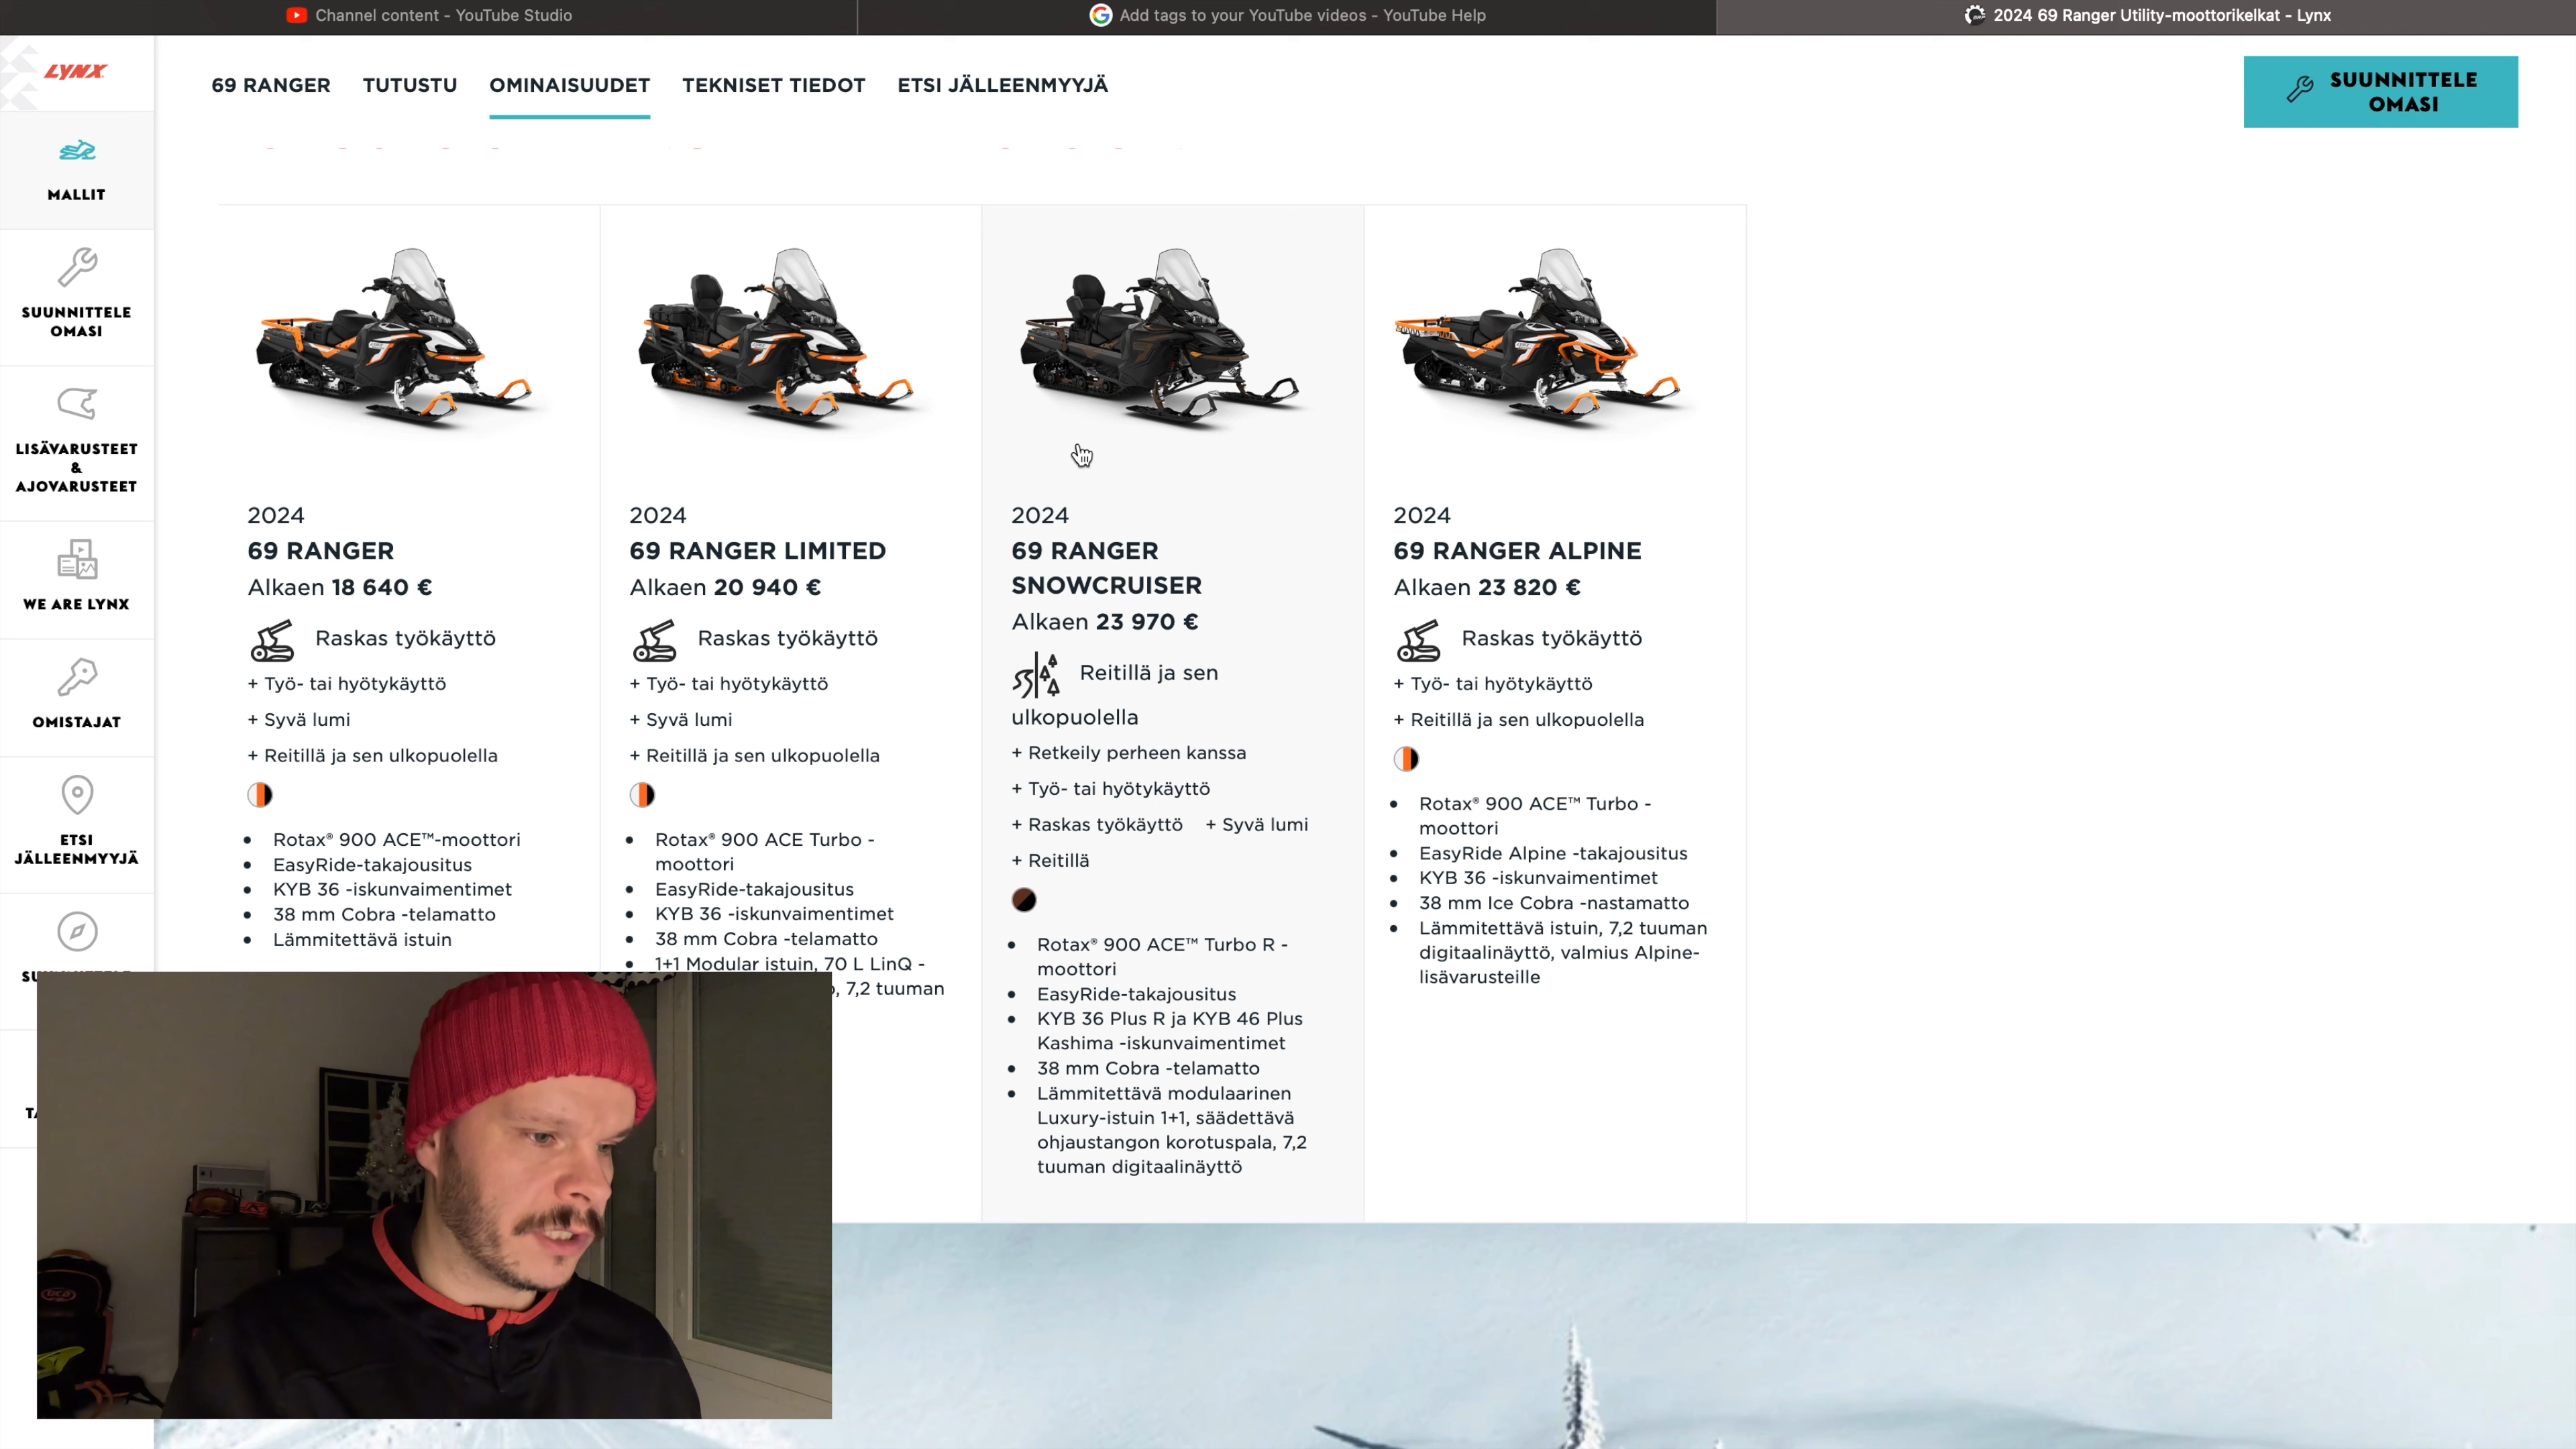 Channel content - YouTube Studio
Add tags to your YouTube videos - YouTube Help
2024 69 Ranger Utility-moottorikelkat - Lynx
LYNX
69 RANGER
TUTUSTU
OMINAISUUDET
TEKNISET TIEDOT
ETSI JÄLLEENMYYJÄ
SUUNNITTELE
OMASI
MALLIT
SUUNNITTELE
OMASI
LISÄVARUSTEET
&
AJOVARUSTEET
WE ARE LYNX
OMISTAJAT
ETSI
JÄLLEENMYYJÄ
2024
69 RANGER
Alkaen 18 640 €
Raskas työkäyttö
+ Työ- tai hyötykäyttö
+ Syvä lumi
+ Reitillä ja sen ulkopuolella
• Rotax® 900 ACE™-moottori
• EasyRide-takajousitus
• KYB 36 -iskunvaimentimet
• 38 mm Cobra -telamatto
• Lämmitettävä istuin
2024
69 RANGER LIMITED
Alkaen 20 940 €
Raskas työkäyttö
+ Työ- tai hyötykäyttö
+ Syvä lumi
+ Reitillä ja sen ulkopuolella
• Rotax® 900 ACE Turbo -
moottori
• EasyRide-takajousitus
• KYB 36 -iskunvaimentimet
• 38 mm Cobra -telamatto
• 1+1 Modular istuin, 70 L LinQ -
, 7,2 tuuman
2024
69 RANGER
SNOWCRUISER
Alkaen 23 970 €
Reitillä ja sen
ulkopuolella
+ Retkeily perheen kanssa
+ Työ- tai hyötykäyttö
+ Raskas työkäyttö + Syvä lumi
+ Reitillä
• Rotax® 900 ACE™ Turbo R -
moottori
• EasyRide-takajousitus
• KYB 36 Plus R ja KYB 46 Plus
Kashima -iskunvaimentimet
• 38 mm Cobra -telamatto
• Lämmitettävä modulaarinen
Luxury-istuin 1+1, säädettävä
ohjaustangon korotuspala, 7,2
tuuman digitaalinäyttö
2024
69 RANGER ALPINE
Alkaen 23 820 €
Raskas työkäyttö
+ Työ- tai hyötykäyttö
+ Reitillä ja sen ulkopuolella
• Rotax® 900 ACE™ Turbo -
moottori
• EasyRide Alpine -takajousitus
• KYB 36 -iskunvaimentimet
• 38 mm Ice Cobra -nastamatto
• Lämmitettävä istuin, 7,2 tuuman
digitaalinäyttö, valmius Alpine-
lisävarusteille